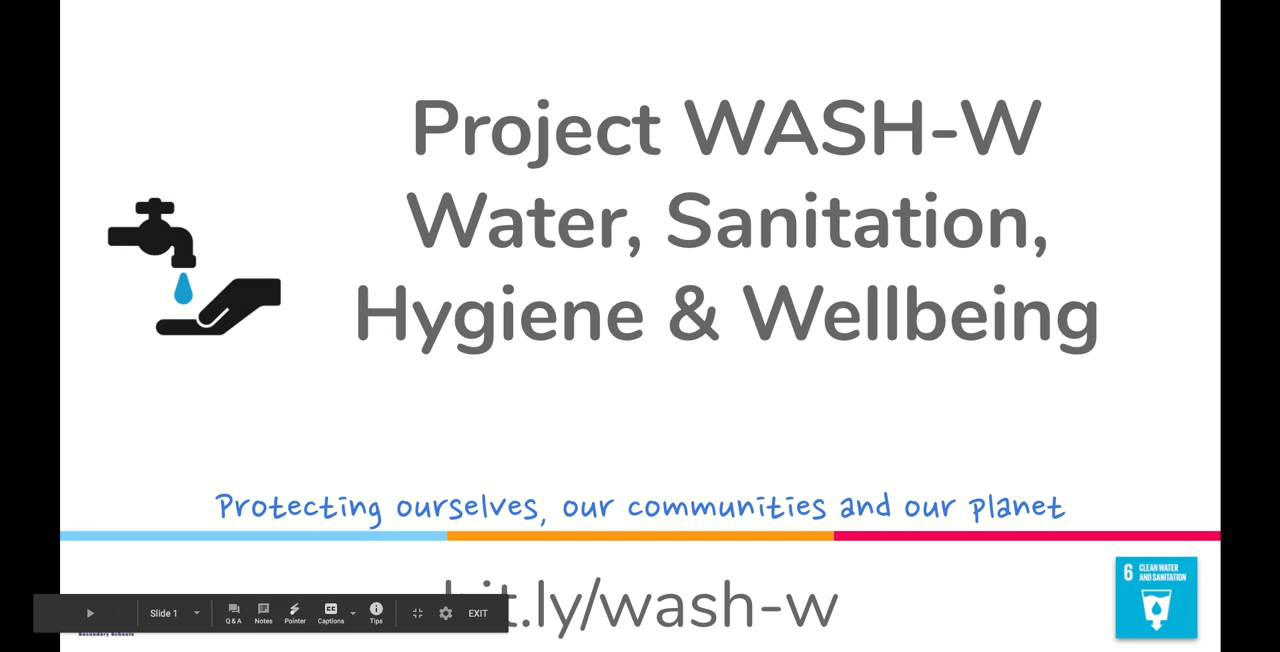 Project WASH-W
Water, Sanitation,
Hygiene & Wellbeing
Protecting ourselves, our communities and our planet
bit.ly/wash-w
6 CLEAN WATER
AND SANITATION
Slide 1
Q & A
Notes
Pointer
Captions
Tips
EXIT
Secondary Schools